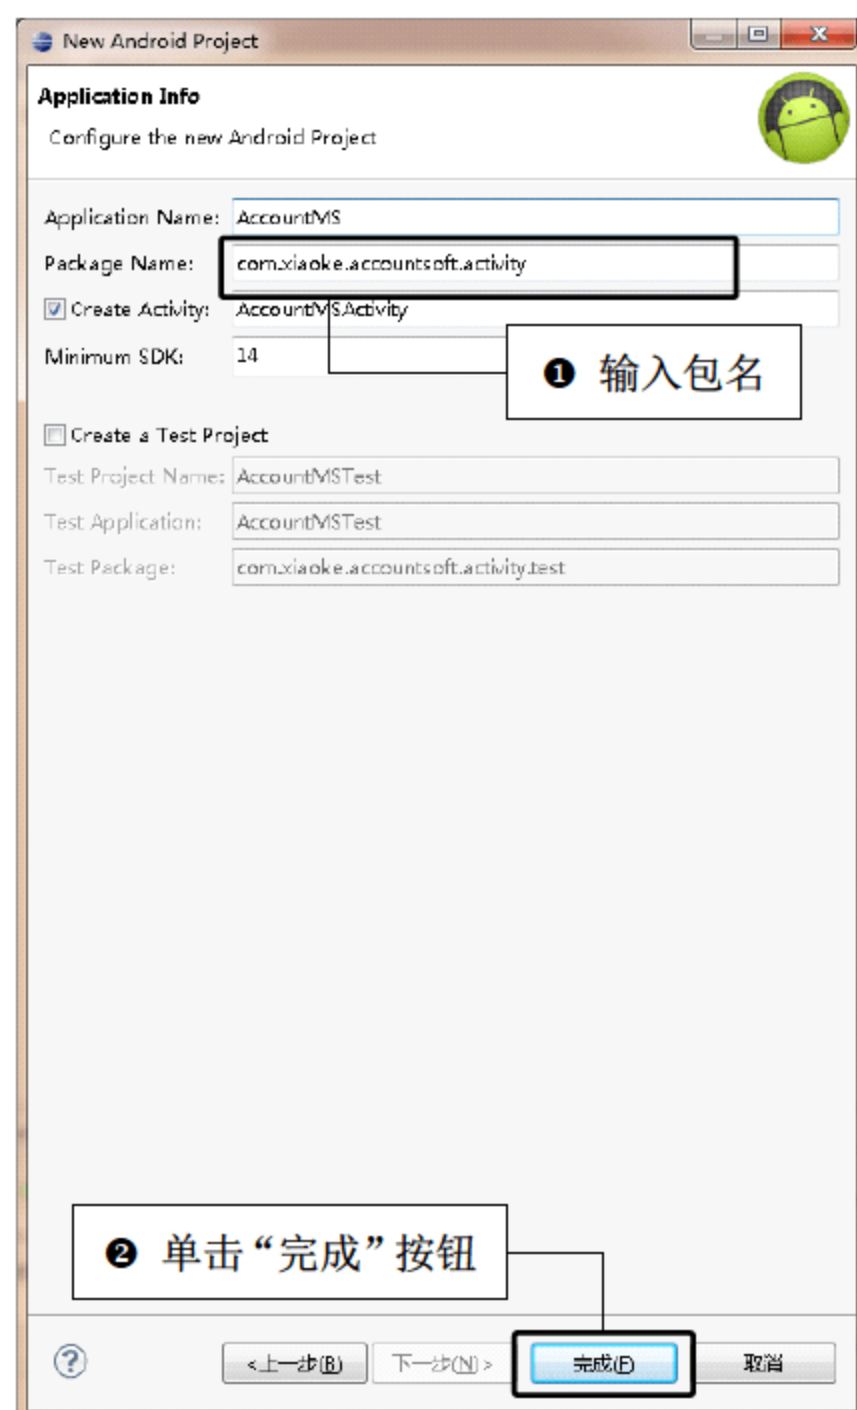 New Android Project
Application Info
Configure the new Android Project
Application Name: AccountMS
Package Name: com.xiaoke.accountsoft.activity
Create Activity: AccountMSActivity
Minimum SDK: 14
❶ 输入包名
Create a Test Project
Test Project Name: AccountMSTest
Test Application: AccountMSTest
Test Package: com.xiaoke.accountsoft.activity.test
❷ 单击“完成”按钮
<上一步(B) 下一步(N)> 完成(F) 取消